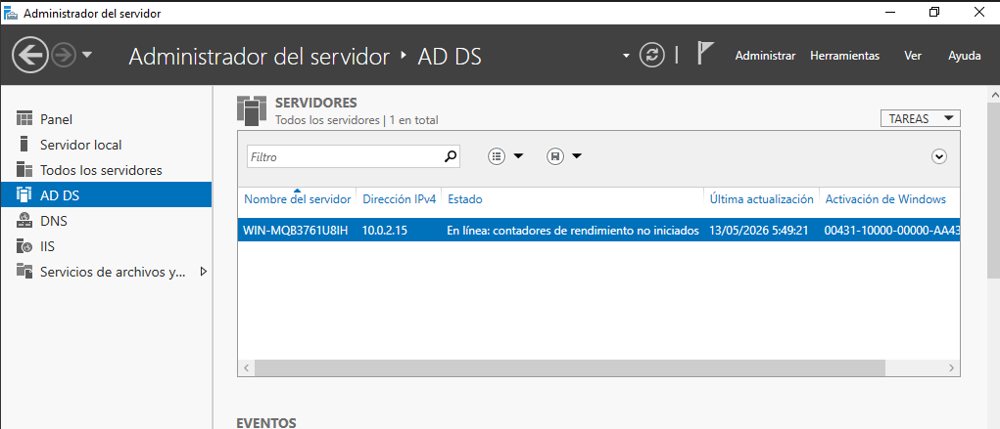 Administrador del servidor
Administrador del servidor AD DS
Administrar Herramientas Ver Ayuda
Panel
Servidor local
Todos los servidores
AD DS
DNS
IIS
Servicios de archivos y...
SERVIDORES
Todos los servidores | 1 en total
TAREAS
Filtro
Nombre del servidor Dirección IPv4 Estado Última actualización Activación de Windows
WIN-MQB3761U8IH 10.0.2.15 En línea: contadores de rendimiento no iniciados 13/05/2026 5:49:21 00431-10000-00000-AA43
EVENTOS